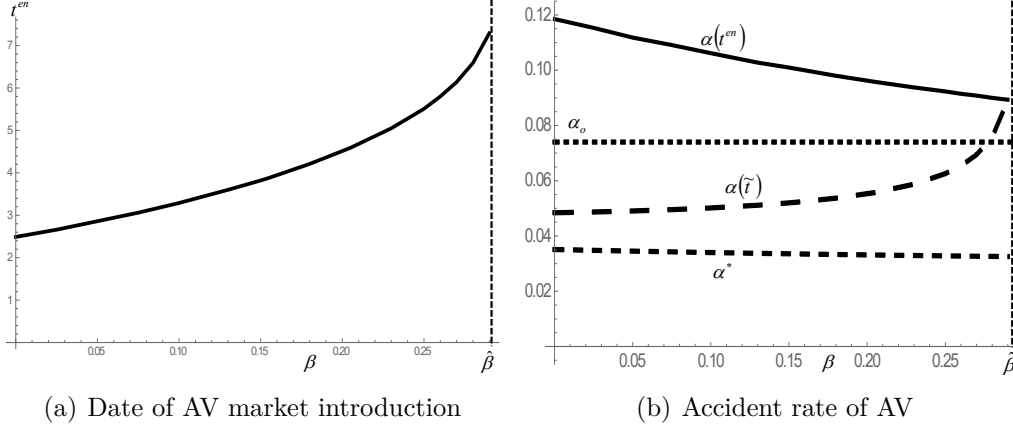 t^{en}
7
6
5
4
3
2
1
0.05 0.10 0.15 0.20 0.25
β β̂
(a) Date of AV market introduction
0.12
0.10
0.08
0.06
0.04
0.02
α(t^{en})
α_o
α(t̃)
α*
0.05 0.10 0.15 0.20 0.25
β β̂
(b) Accident rate of AV